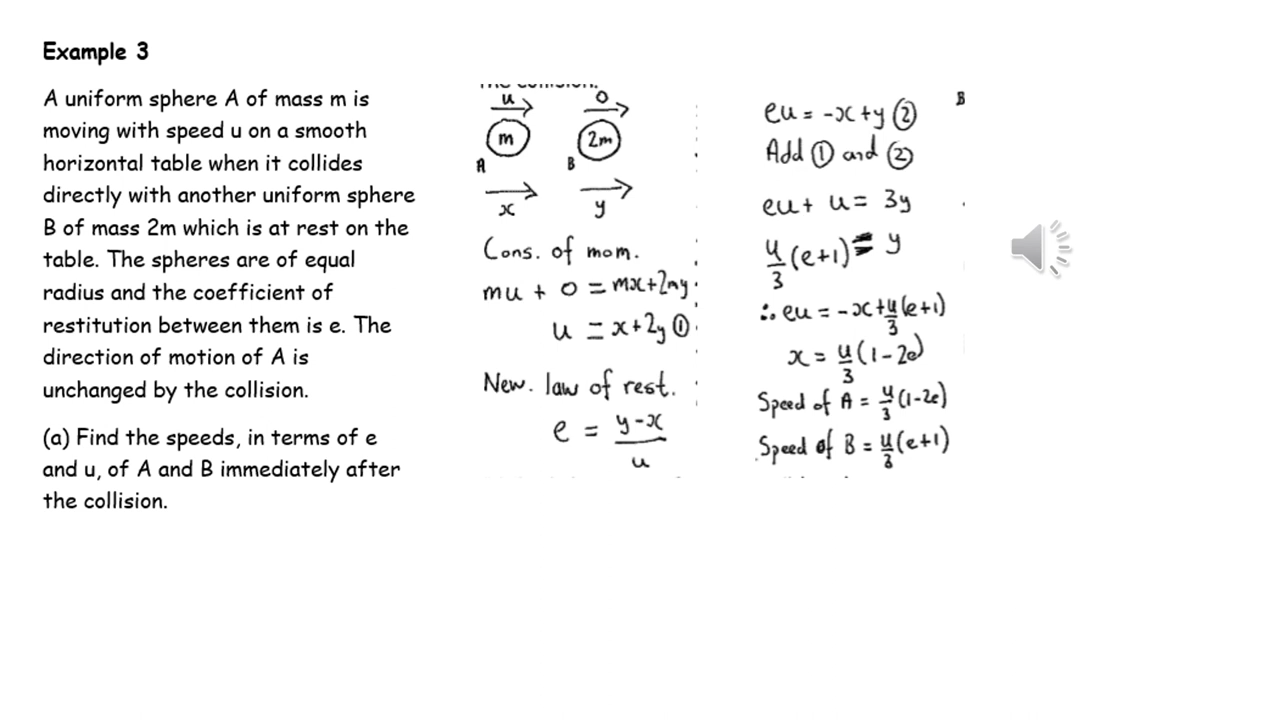 Example 3
A uniform sphere A of mass m is
moving with speed u on a smooth
horizontal table when it collides
directly with another uniform sphere
B of mass 2m which is at rest on the
table. The spheres are of equal
radius and the coefficient of
restitution between them is e. The
direction of motion of A is
unchanged by the collision.
(a) Find the speeds, in terms of e
and u, of A and B immediately after
the collision.
u 0
m 2m
A B
x y
Cons. of mom.
mu + 0 = mx+2my
u = x+2y ①
New. law of rest.
e = y-x
u
B
eu = -x+y ②
Add ① and ②
eu + u = 3y
u/3 (e+1) = y
∴ eu = -x+u/3(e+1)
x = u/3(1-2e)
Speed of A = u/3(1-2e)
Speed of B = u/3(e+1)